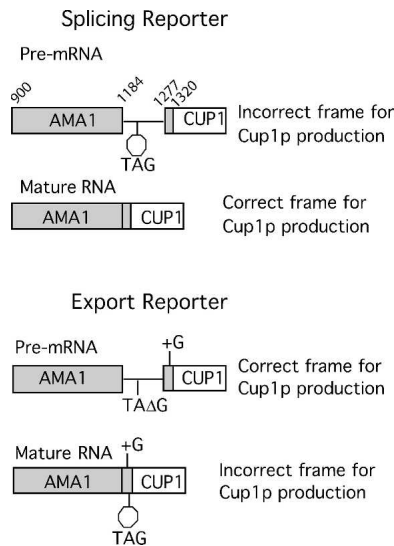 Splicing Reporter
Pre-mRNA
900
1184
1277
1320
AMA1
CUP1
Incorrect frame for
Cup1p production
TAG
Mature RNA
AMA1
CUP1
Correct frame for
Cup1p production
Export Reporter
Pre-mRNA
+G
AMA1
CUP1
Correct frame for
Cup1p production
TAΔG
Mature RNA
+G
AMA1
CUP1
Incorrect frame for
Cup1p production
TAG